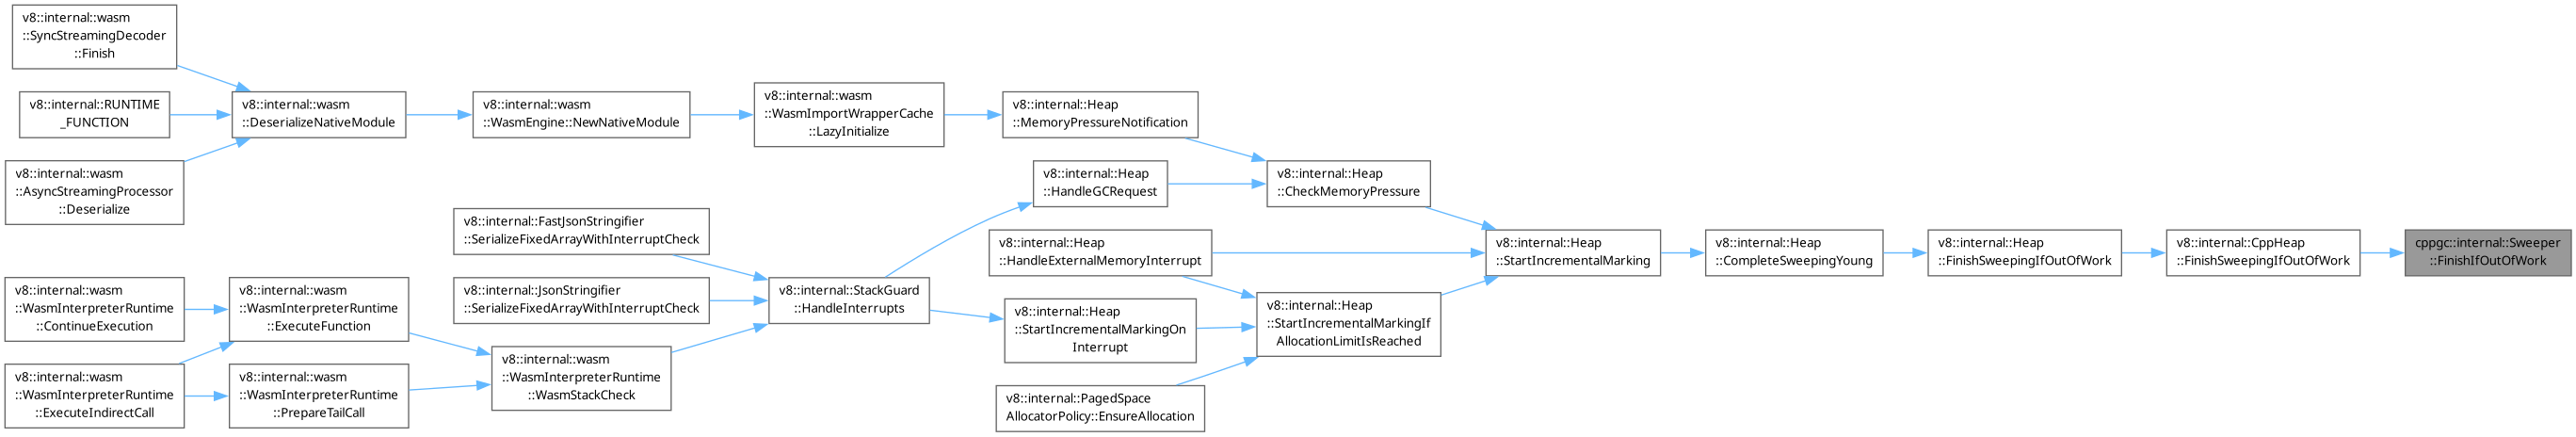 v8::internal::wasm
::SyncStreamingDecoder
::Finish
v8::internal::RUNTIME
_FUNCTION
v8::internal::wasm
::AsyncStreamingProcessor
::Deserialize
v8::internal::wasm
::DeserializeNativeModule
v8::internal::wasm
::WasmEngine::NewNativeModule
v8::internal::wasm
::WasmImportWrapperCache
::LazyInitialize
v8::internal::Heap
::MemoryPressureNotification
v8::internal::Heap
::HandleGCRequest
v8::internal::Heap
::CheckMemoryPressure
v8::internal::FastJsonStringifier
::SerializeFixedArrayWithInterruptCheck
v8::internal::JsonStringifier
::SerializeFixedArrayWithInterruptCheck
v8::internal::wasm
::WasmInterpreterRuntime
::ContinueExecution
v8::internal::wasm
::WasmInterpreterRuntime
::ExecuteFunction
v8::internal::wasm
::WasmInterpreterRuntime
::ExecuteIndirectCall
v8::internal::wasm
::WasmInterpreterRuntime
::PrepareTailCall
v8::internal::wasm
::WasmInterpreterRuntime
::WasmStackCheck
v8::internal::StackGuard
::HandleInterrupts
v8::internal::Heap
::HandleExternalMemoryInterrupt
v8::internal::Heap
::StartIncrementalMarkingOn
Interrupt
v8::internal::PagedSpace
AllocatorPolicy::EnsureAllocation
v8::internal::Heap
::StartIncrementalMarkingIf
AllocationLimitIsReached
v8::internal::Heap
::StartIncrementalMarking
v8::internal::Heap
::CompleteSweepingYoung
v8::internal::Heap
::FinishSweepingIfOutOfWork
v8::internal::CppHeap
::FinishSweepingIfOutOfWork
cppgc::internal::Sweeper
::FinishIfOutOfWork